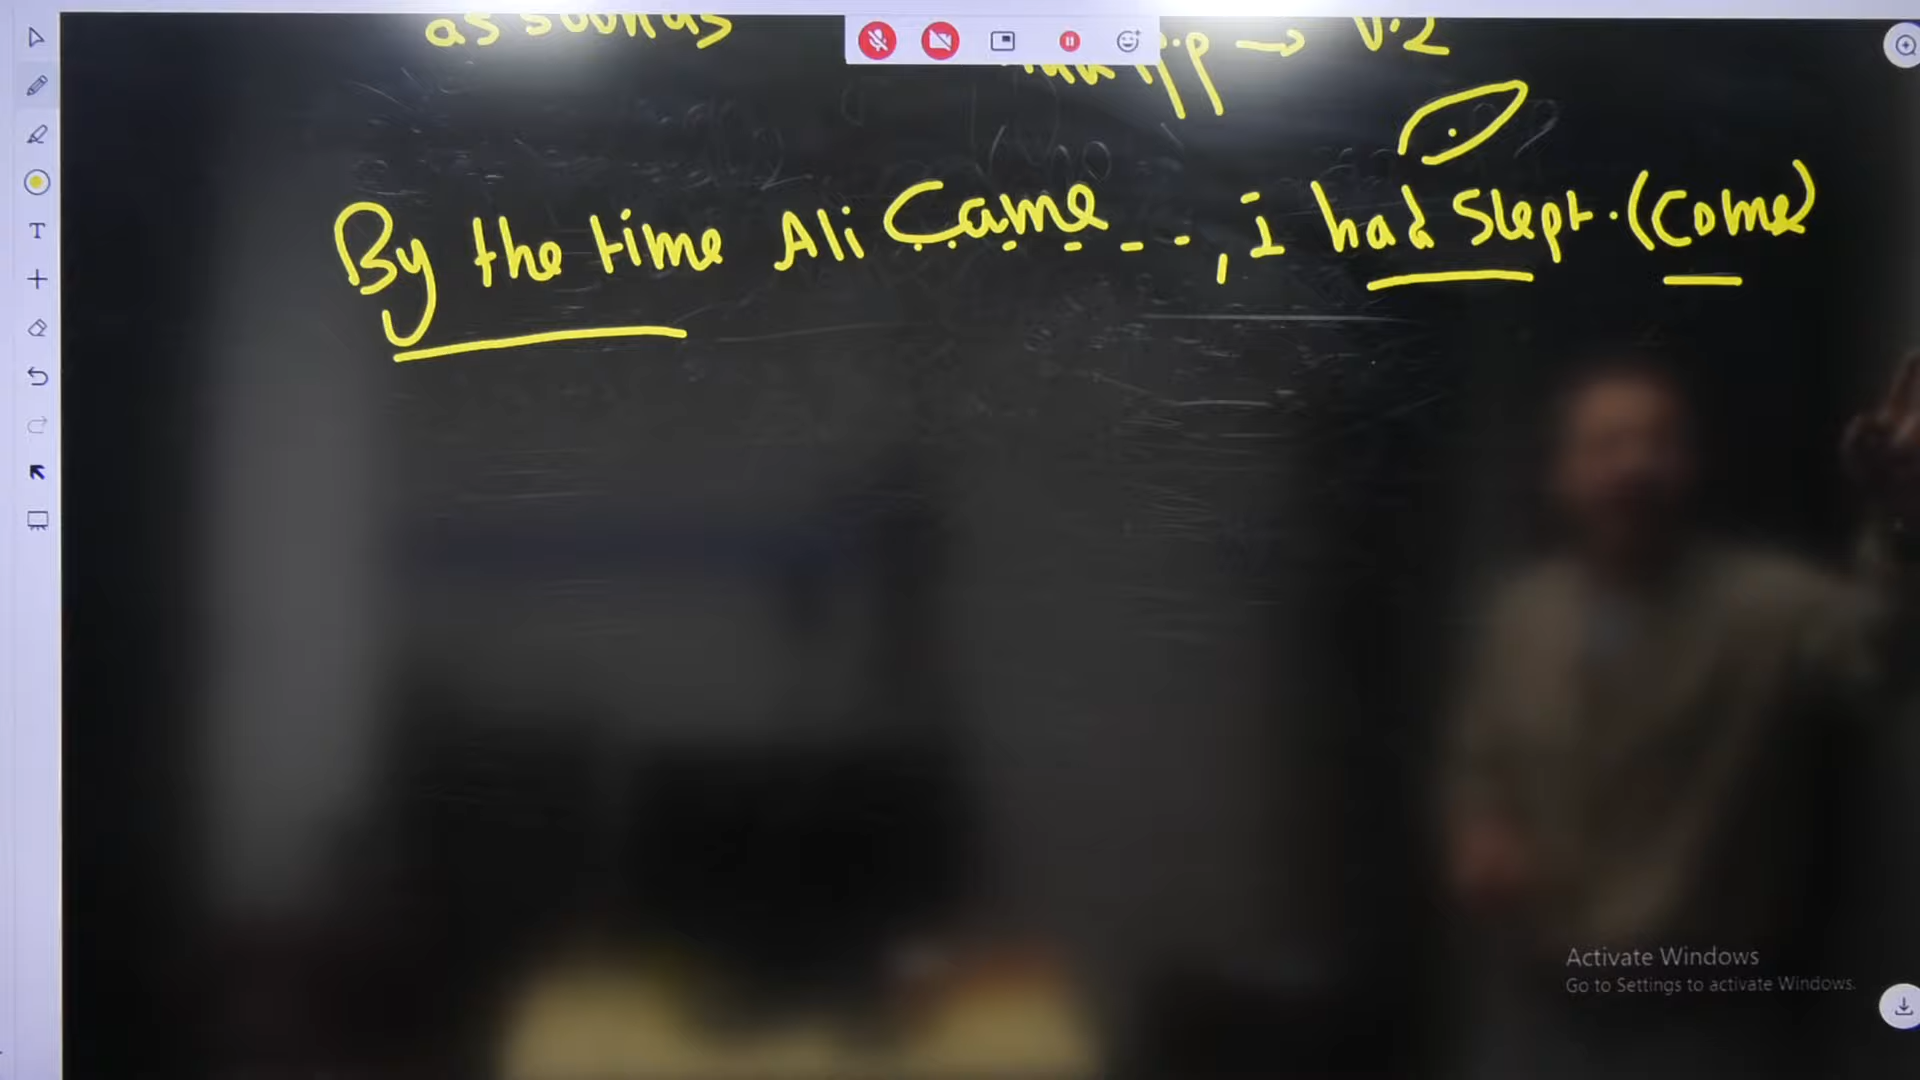 as soon as
p.p → V.2
By the time Ali Came - - , i had slept. (Come)
Activate Windows
Go to Settings to activate Windows.